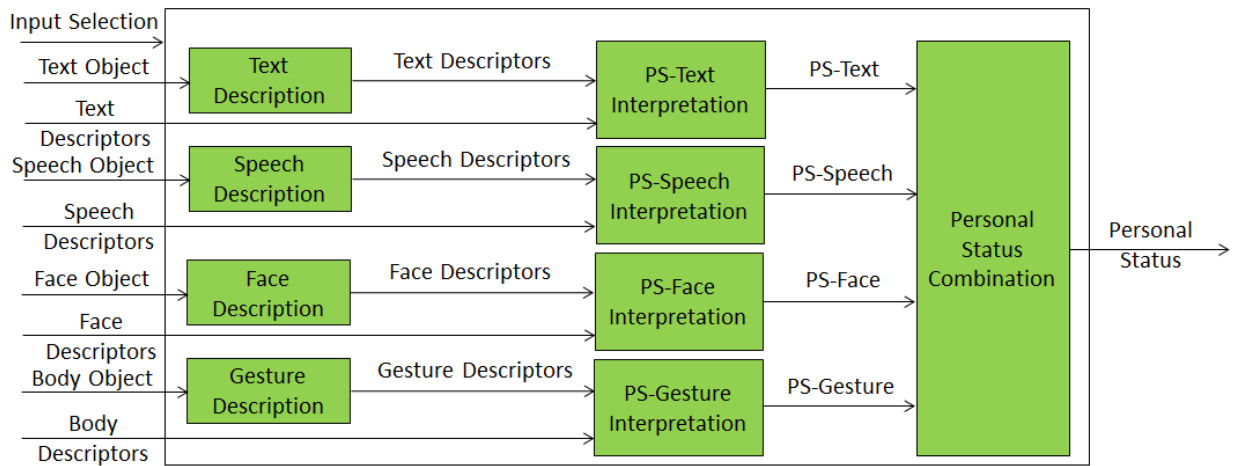 Input Selection
Text Object
Text
Description
Text Descriptors
PS-Text
Interpretation
PS-Text
Text
Descriptors
Speech Object
Speech
Description
Speech Descriptors
PS-Speech
Interpretation
PS-Speech
Speech
Descriptors
Personal
Status
Combination
Personal
Status
Face Object
Face
Description
Face Descriptors
PS-Face
Interpretation
PS-Face
Face
Descriptors
Body Object
Gesture
Description
Gesture Descriptors
PS-Gesture
Interpretation
PS-Gesture
Body
Descriptors